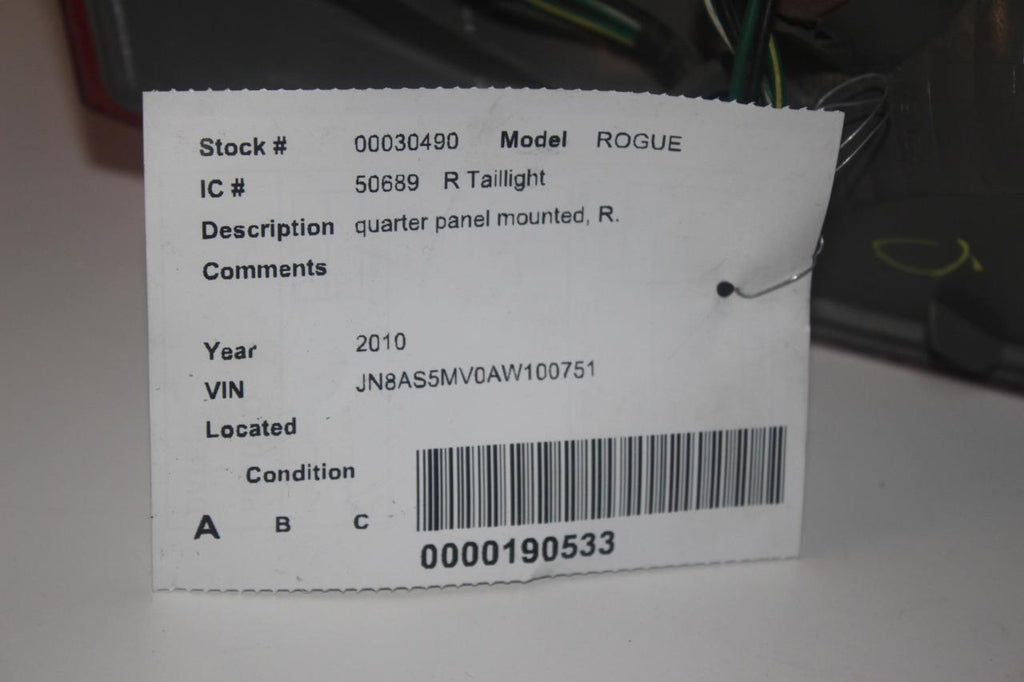 Stock # 00030490 Model ROGUE
IC # 50689 R Taillight
Description quarter panel mounted, R.
Comments
Year 2010
VIN JN8AS5MV0AW100751
Located
Condition
A B C
0000190533